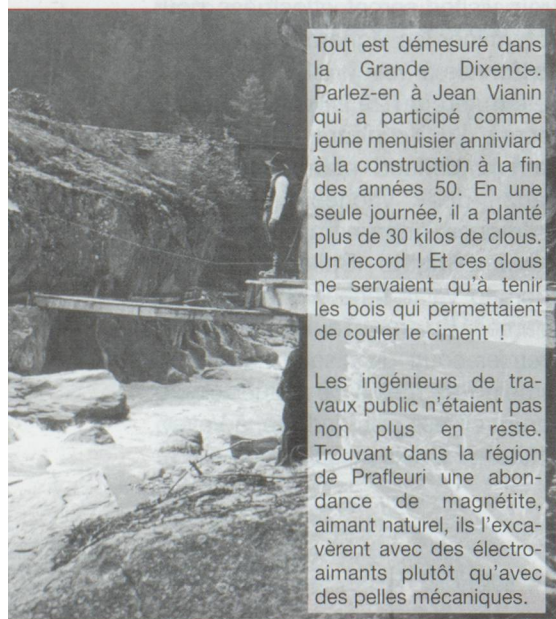 Tout est démesuré dans
la Grande Dixence.
Parlez-en à Jean Vianin
qui a participé comme
jeune menuisier anniviard
à la construction à la fin
des années 50. En une
seule journée, il a planté
plus de 30 kilos de clous.
Un record ! Et ces clous
ne servaient qu'à tenir
les bois qui permettaient
de couler le ciment !
Les ingénieurs de tra-
vaux public n'étaient pas
non plus en reste.
Trouvant dans la région
de Prafleuri une abon-
dance de magnétite,
aimant naturel, ils l'exca-
vèrent avec des électro-
aimants plutôt qu'avec
des pelles mécaniques.